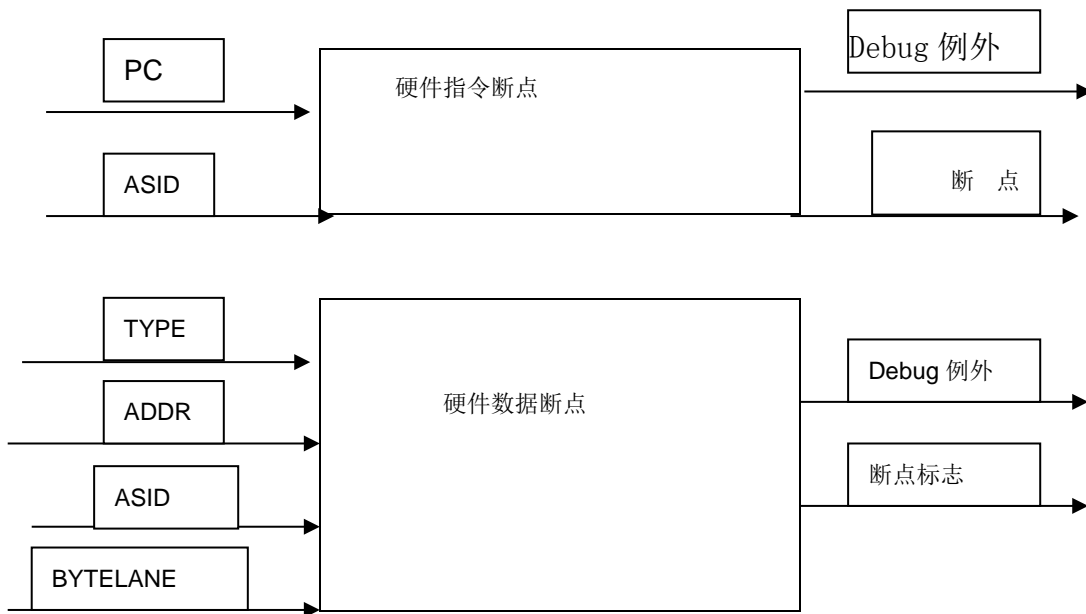 PC
硬件指令断点
Debug 例外
ASID
断 点
TYPE
ADDR
硬件数据断点
Debug 例外
ASID
断点标志
BYTELANE